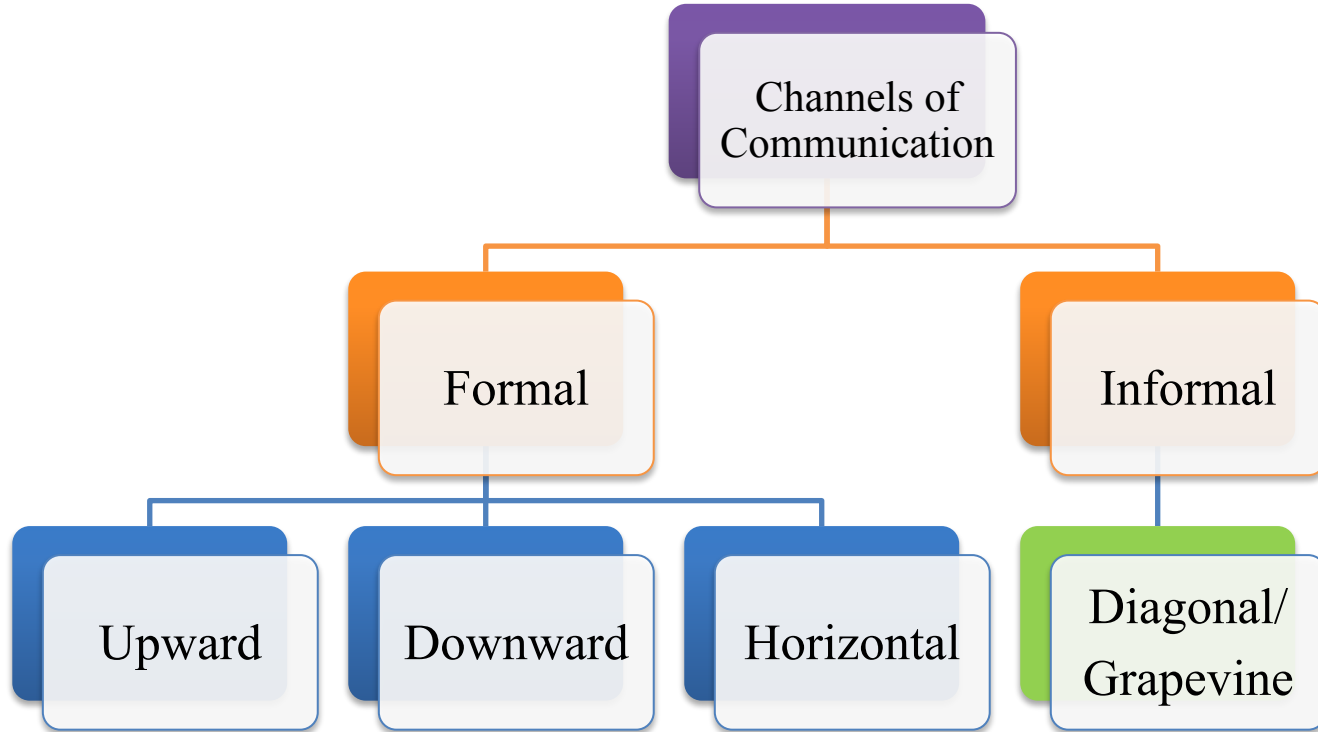 Channels of
Communication
Formal
Informal
Upward
Downward
Horizontal
Diagonal/
Grapevine